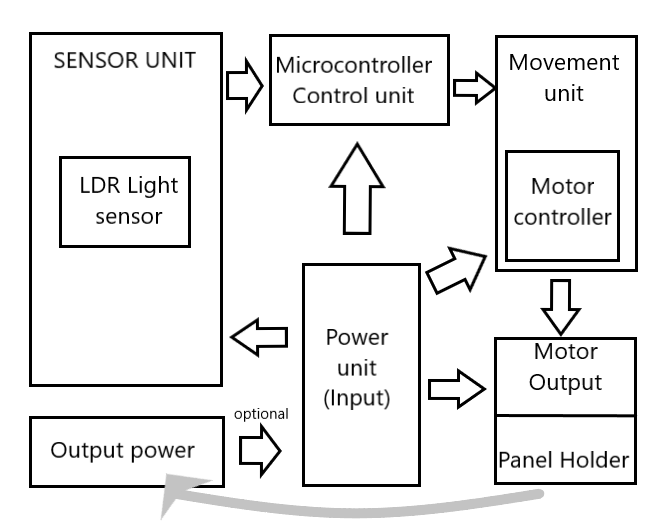 SENSOR UNIT
LDR Light
sensor
Microcontroller
Control unit
Movement
unit
Motor
controller
Power
unit
(Input)
Motor
Output
Panel Holder
optional
Output power